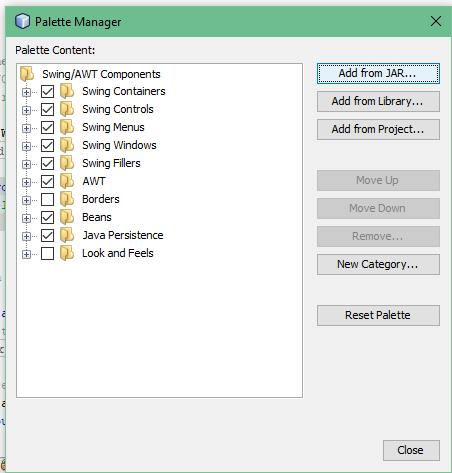 Palette Manager
Palette Content:
Swing/AWT Components
Swing Containers
Swing Controls
Swing Menus
Swing Windows
Swing Fillers
AWT
Borders
Beans
Java Persistence
Look and Feels
Add from JAR...
Add from Library...
Add from Project...
Move Up
Move Down
Remove...
New Category...
Reset Palette
Close